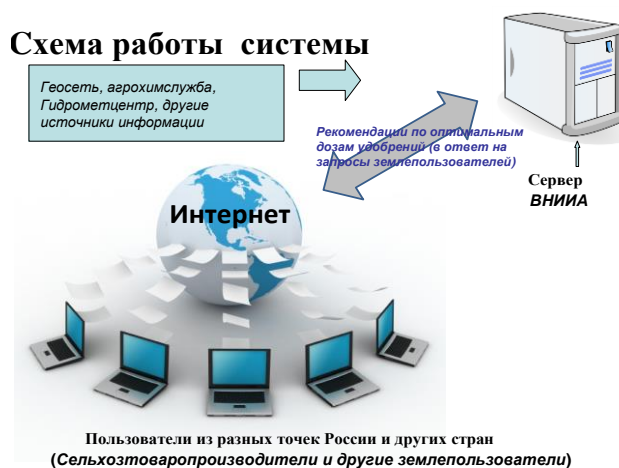 Схема работы системы
Геосеть, агрохимслужба,
Гидрометцентр, другие
источники информации
Рекомендации по оптимальным
дозам удобрений (в ответ на
запросы землепользователей)
Сервер
ВНИИА
Интернет
Пользователи из разных точек России и других стран
(Сельхозтоваропроизводители и другие землепользователи)